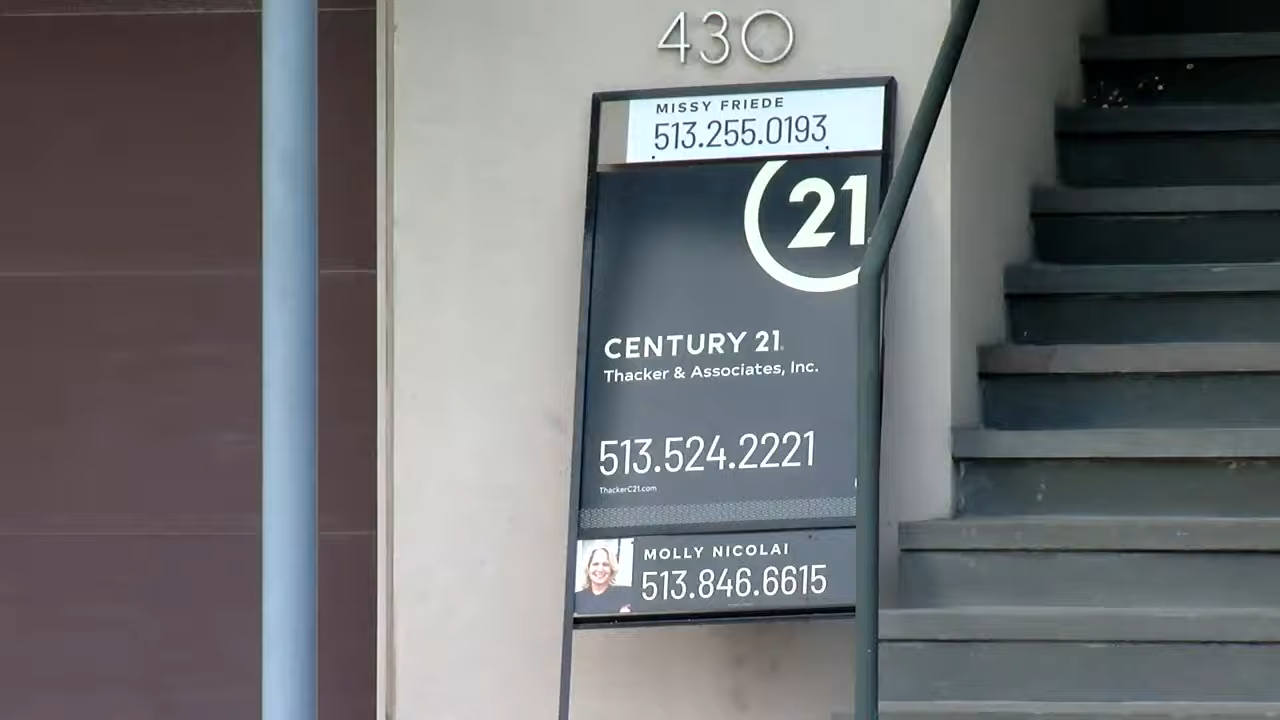 430
MISSY FRIEDE
513.255.0193
21
CENTURY 21
Thacker & Associates, Inc.
513.524.2221
ThackerC21.com
MOLLY NICOLAI
513.846.6615